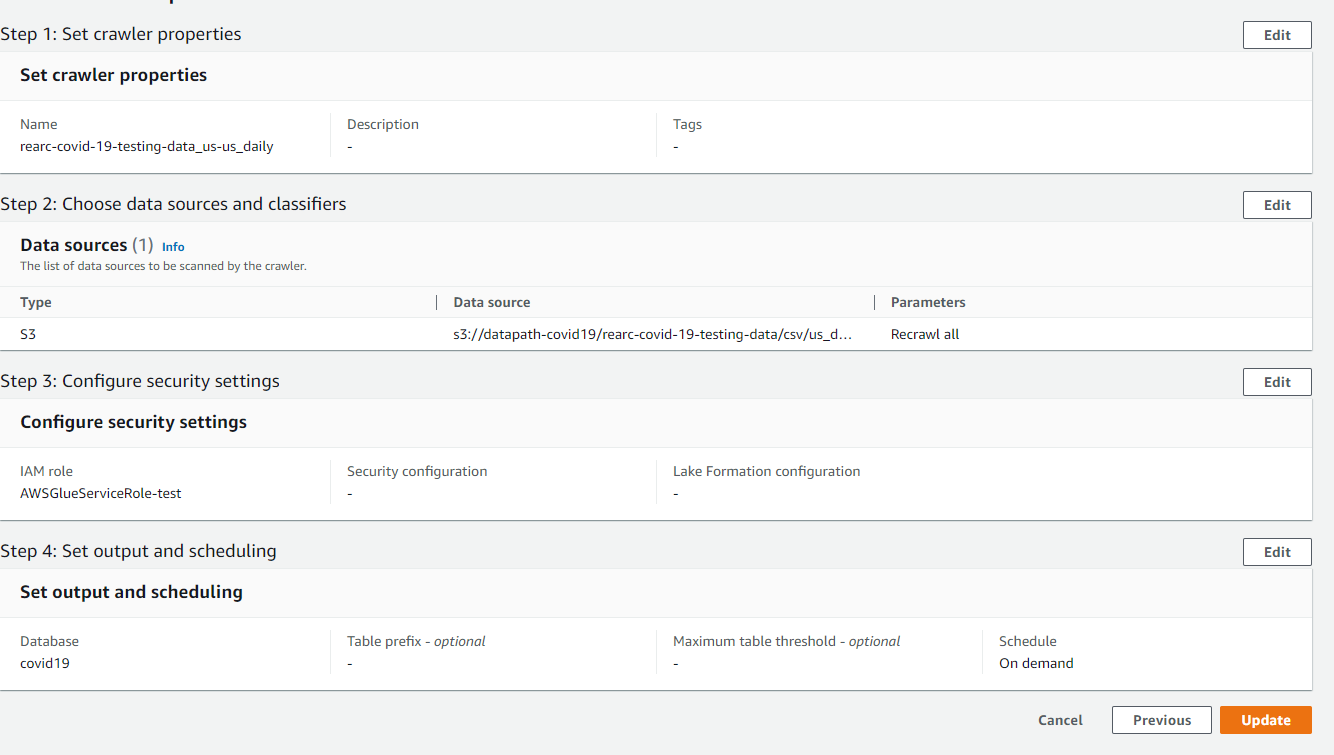 Step 1: Set crawler properties
Edit
Set crawler properties
Name
Description
Tags
rearc-covid-19-testing-data_us-us_daily
-
-
Step 2: Choose data sources and classifiers
Edit
Data sources (1) Info
The list of data sources to be scanned by the crawler.
Type
Data source
Parameters
S3
s3://datapath-covid19/rearc-covid-19-testing-data/csv/us_d...
Recrawl all
Step 3: Configure security settings
Edit
Configure security settings
IAM role
Security configuration
Lake Formation configuration
AWSGlueServiceRole-test
-
-
Step 4: Set output and scheduling
Edit
Set output and scheduling
Database
Table prefix - optional
Maximum table threshold - optional
Schedule
covid19
-
-
On demand
Cancel
Previous
Update